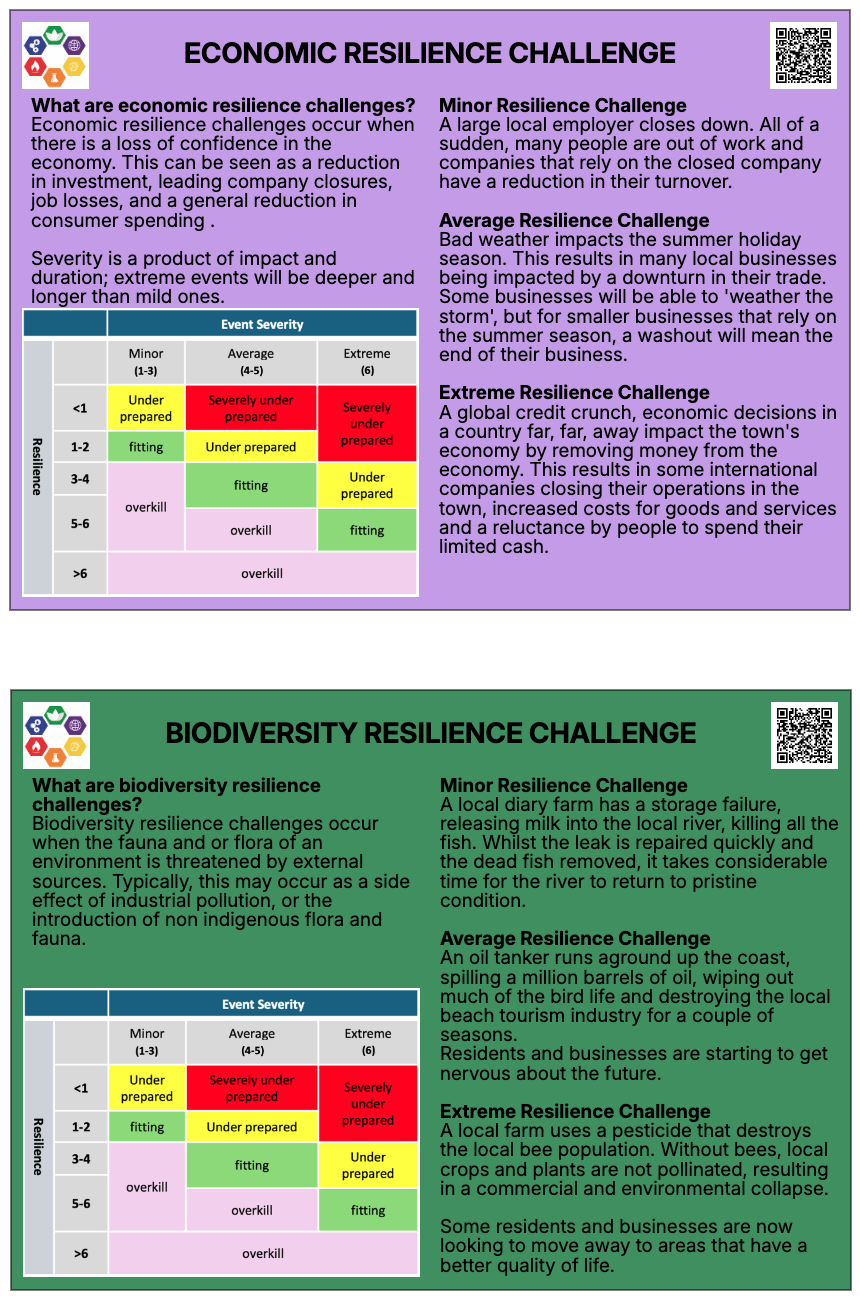 ECONOMIC RESILIENCE CHALLENGE
What are economic resilience challenges?
Economic resilience challenges occur when
there is a loss of confidence in the
economy. This can be seen as a reduction
in investment, leading company closures,
job losses, and a general reduction in
consumer spending .
Severity is a product of impact and
duration; extreme events will be deeper and
longer than mild ones.
Event Severity
Minor
(1-3)
Average
(4-5)
Extreme
(6)
Resilience
<1
Under
prepared
Severely under
prepared
Severely
under
prepared
1-2
fitting
Under prepared
3-4
overkill
fitting
Under
prepared
5-6
overkill
fitting
>6
overkill
Minor Resilience Challenge
A large local employer closes down. All of a
sudden, many people are out of work and
companies that rely on the closed company
have a reduction in their turnover.
Average Resilience Challenge
Bad weather impacts the summer holiday
season. This results in many local businesses
being impacted by a downturn in their trade.
Some businesses will be able to 'weather the
storm', but for smaller businesses that rely on
the summer season, a washout will mean the
end of their business.
Extreme Resilience Challenge
A global credit crunch, economic decisions in
a country far, far, away impact the town's
economy by removing money from the
economy. This results in some international
companies closing their operations in the
town, increased costs for goods and services
and a reluctance by people to spend their
limited cash.
BIODIVERSITY RESILIENCE CHALLENGE
What are biodiversity resilience
challenges?
Biodiversity resilience challenges occur
when the fauna and or flora of an
environment is threatened by external
sources. Typically, this may occur as a side
effect of industrial pollution, or the
introduction of non indigenous flora and
fauna.
Event Severity
Minor
(1-3)
Average
(4-5)
Extreme
(6)
Resilience
<1
Under
prepared
Severely under
prepared
Severely
under
prepared
1-2
fitting
Under prepared
3-4
overkill
fitting
Under
prepared
5-6
overkill
fitting
>6
overkill
Minor Resilience Challenge
A local diary farm has a storage failure,
releasing milk into the local river, killing all the
fish. Whilst the leak is repaired quickly and
the dead fish removed, it takes considerable
time for the river to return to pristine
condition.
Average Resilience Challenge
An oil tanker runs aground up the coast,
spilling a million barrels of oil, wiping out
much of the bird life and destroying the local
beach tourism industry for a couple of
seasons.
Residents and businesses are starting to get
nervous about the future.
Extreme Resilience Challenge
A local farm uses a pesticide that destroys
the local bee population. Without bees, local
crops and plants are not pollinated, resulting
in a commercial and environmental collapse.
Some residents and businesses are now
looking to move away to areas that have a
better quality of life.